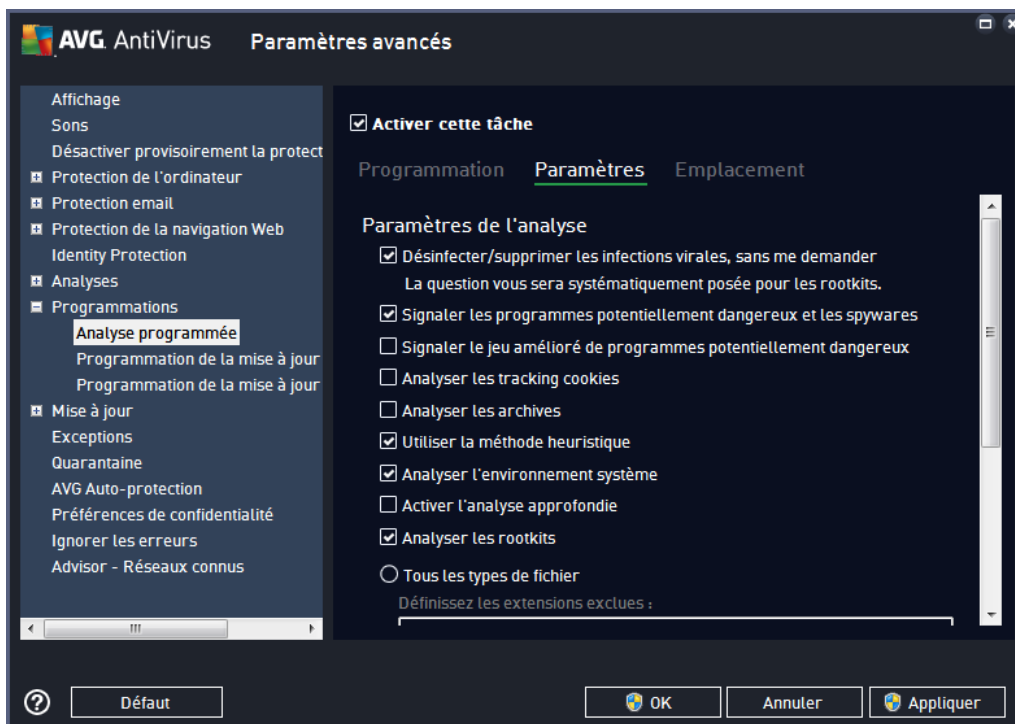 AVG. AntiVirus Paramètres avancés
Affichage
Sons
Désactiver provisoirement la protect
Protection de l'ordinateur
Protection email
Protection de la navigation Web
Identity Protection
Analyses
Programmations
Analyse programmée
Programmation de la mise à jour
Programmation de la mise à jour
Mise à jour
Exceptions
Quarantaine
AVG Auto-protection
Préférences de confidentialité
Ignorer les erreurs
Advisor - Réseaux connus
Activer cette tâche
Programmation Paramètres Emplacement
Paramètres de l'analyse
Désinfecter/supprimer les infections virales, sans me demander
La question vous sera systématiquement posée pour les rootkits.
Signaler les programmes potentiellement dangereux et les spywares
Signaler le jeu amélioré de programmes potentiellement dangereux
Analyser les tracking cookies
Analyser les archives
Utiliser la méthode heuristique
Analyser l'environnement système
Activer l'analyse approfondie
Analyser les rootkits
Tous les types de fichier
Définissez les extensions exclues :
? Défaut OK Annuler Appliquer